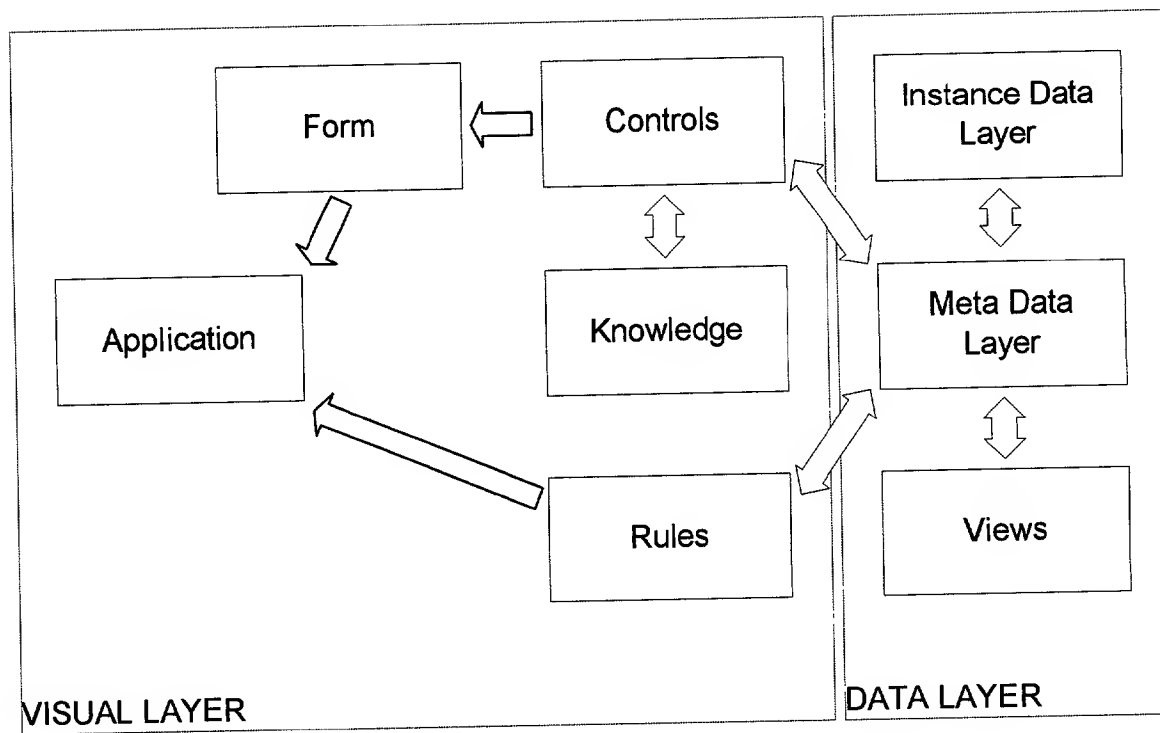 Form
Controls
Instance Data
Layer
Application
Knowledge
Meta Data
Layer
Rules
Views
VISUAL LAYER
DATA LAYER